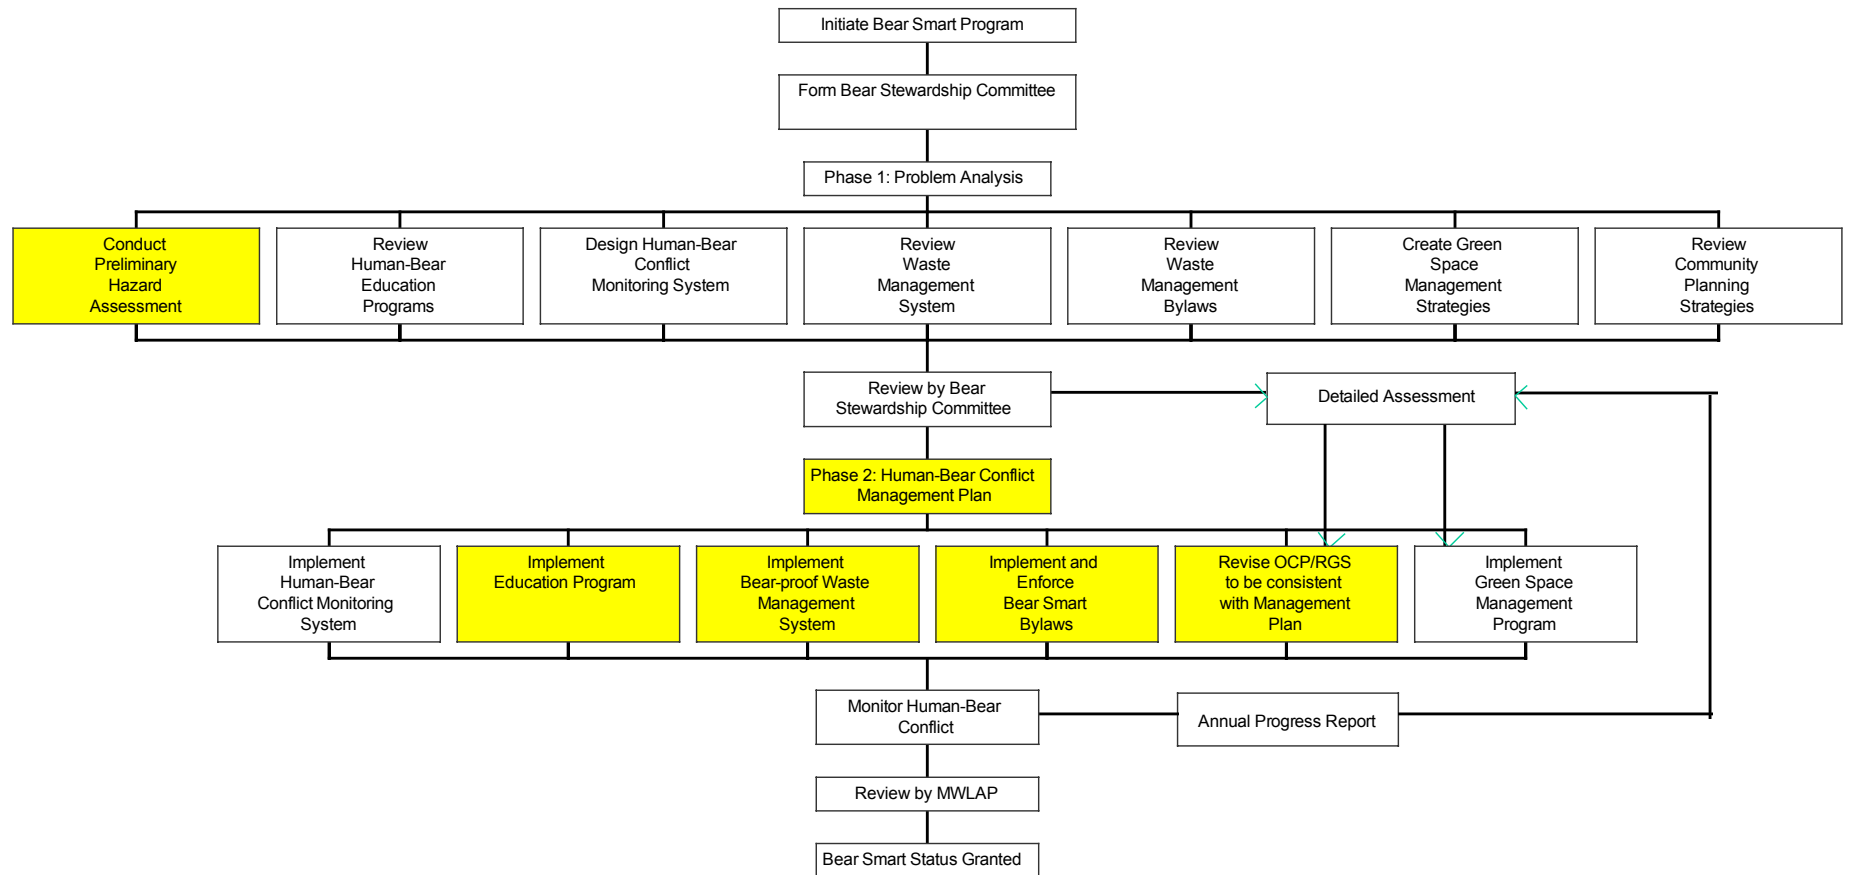 Initiate Bear Smart Program
Form Bear Stewardship Committee
Phase 1: Problem Analysis
Conduct
Preliminary
Hazard
Assessment
Review
Human-Bear
Education
Programs
Design Human-Bear
Conflict
Monitoring System
Review
Waste
Management
System
Review
Waste
Management
Bylaws
Create Green
Space
Management
Strategies
Review
Community
Planning
Strategies
Review by Bear
Stewardship Committee
Detailed Assessment
Phase 2: Human-Bear Conflict
Management Plan
Implement
Human-Bear
Conflict Monitoring
System
Implement
Education Program
Implement
Bear-proof Waste
Management
System
Implement and
Enforce
Bear Smart
Bylaws
Revise OCP/RGS
to be consistent
with Management
Plan
Implement
Green Space
Management
Program
Monitor Human-Bear
Conflict
Annual Progress Report
Review by MWLAP
Bear Smart Status Granted